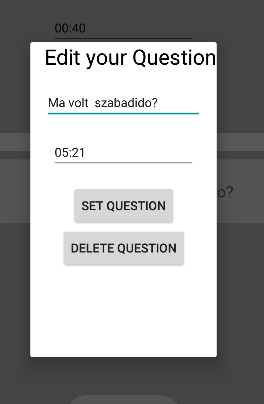 00:40
Edit your Question
Ma volt  szabadido?
05:21
o?
SET QUESTION
DELETE QUESTION